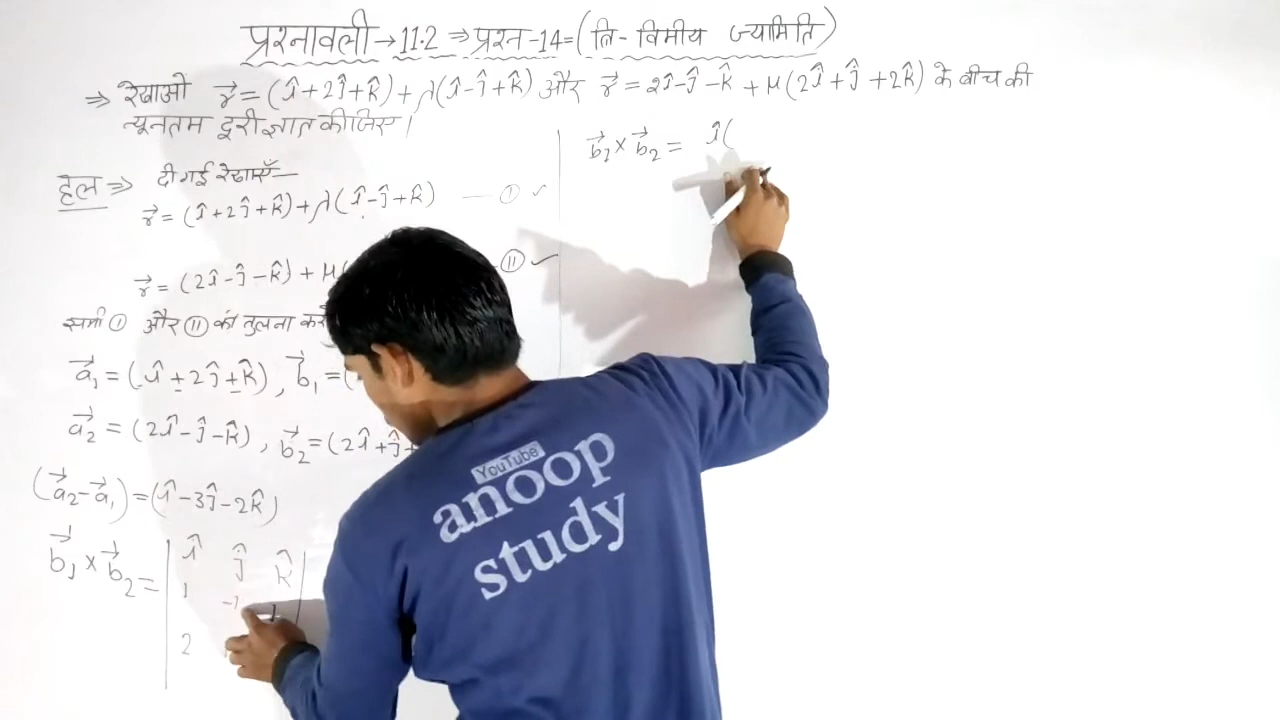 प्रश्नावली → 11.2 ⇒ प्रश्न-14 = (त्रि-विमीय ज्यामिति)
⇒ रेखाओं r⃗ = (î+2ĵ+k̂)+λ(î-ĵ+k̂) और r⃗ = 2î-ĵ-k̂ + μ(2î+ĵ+2k̂) के बीच की
न्यूनतम दूरी ज्ञात कीजिए।
हल ⇒ दी गई रेखाएँ—
r⃗ = (î+2ĵ+k̂)+λ(î-ĵ+k̂) — ①  ✓
r⃗ = (2î-ĵ-k̂) + μ ⑪ ✓
समी ① और ⑪ की तुलना करने
a⃗₁ = (î+2ĵ+k̂), b⃗₁ = (
a⃗₂ = (2î-ĵ-k̂), b⃗₂ = (2î+ĵ+
(a⃗₂-a⃗₁) = (î-3ĵ-2k̂)
b⃗₁ × b⃗₂ = | î ĵ k̂ |
1 -1 1
2
b⃗₁ × b⃗₂ = î(
YouTube
anoop
study